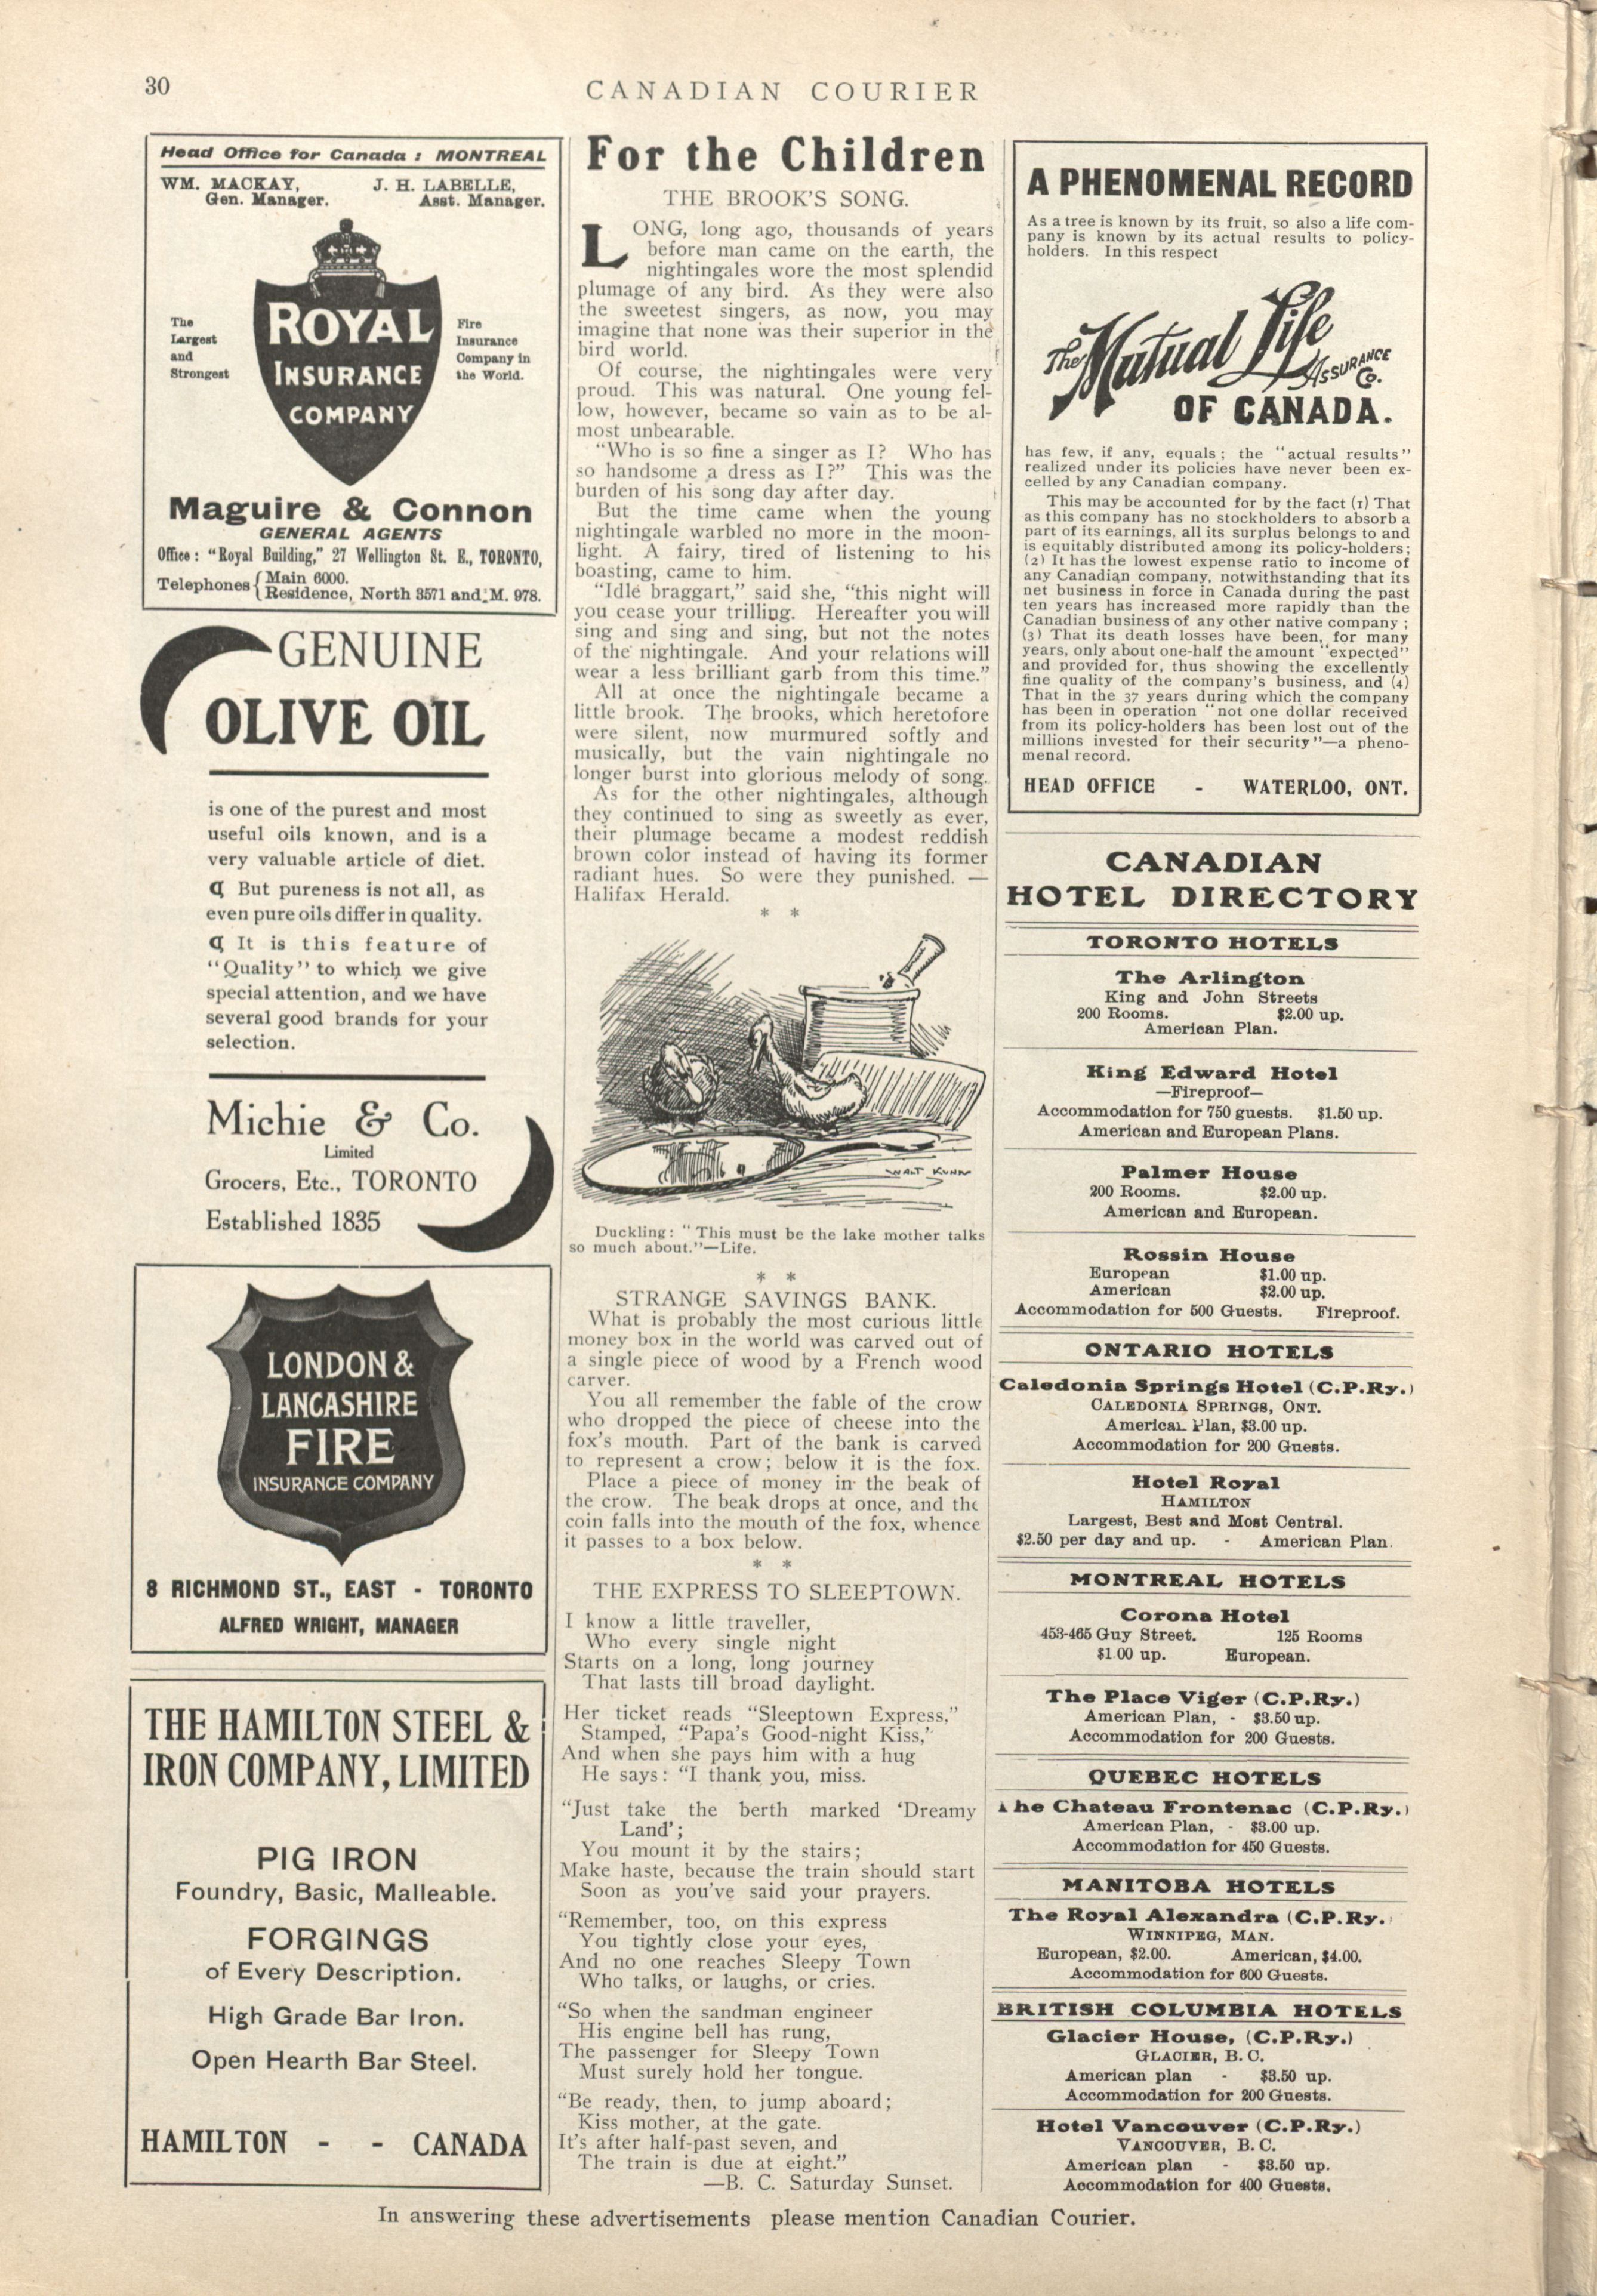 30
CANADIAN COURIER
Head Office for Canada : MONTREAL
WM. MACKAY,
Gen. Manager.
J. H. LABELLE,
Asst. Manager.
The
Largest
and
Strongest
ROYAL
INSURANCE
COMPANY
Fire
Insurance
Company in
the World.
Maguire & Connon
GENERAL AGENTS
Office : "Royal Building," 27 Wellington St. E., TORONTO,
Telephones { Main 6000.
Residence, North 3571 and M. 978.
GENUINE
OLIVE OIL
is one of the purest and most
useful oils known, and is a
very valuable article of diet.
¶ But pureness is not all, as
even pure oils differ in quality.
¶ It is this feature of
"Quality" to which we give
special attention, and we have
several good brands for your
selection.
Michie & Co.
Limited
Grocers, Etc., TORONTO
Established 1835
LONDON &
LANCASHIRE
FIRE
INSURANCE COMPANY
8 RICHMOND ST., EAST - TORONTO
ALFRED WRIGHT, MANAGER
THE HAMILTON STEEL &
IRON COMPANY, LIMITED
PIG IRON
Foundry, Basic, Malleable.
FORGINGS
of Every Description.
High Grade Bar Iron.
Open Hearth Bar Steel.
HAMILTON - - CANADA
For the Children
THE BROOK'S SONG.
LONG, long ago, thousands of years
before man came on the earth, the
nightingales wore the most splendid
plumage of any bird. As they were also
the sweetest singers, as now, you may
imagine that none was their superior in the
bird world.
Of course, the nightingales were very
proud. This was natural. One young fel-
low, however, became so vain as to be al-
most unbearable.
"Who is so fine a singer as I? Who has
so handsome a dress as I?" This was the
burden of his song day after day.
But the time came when the young
nightingale warbled no more in the moon-
light. A fairy, tired of listening to his
boasting, came to him.
"Idle braggart," said she, "this night will
you cease your trilling. Hereafter you will
sing and sing and sing, but not the notes
of the nightingale. And your relations will
wear a less brilliant garb from this time."
All at once the nightingale became a
little brook. The brooks, which heretofore
were silent, now murmured softly and
musically, but the vain nightingale no
longer burst into glorious melody of song.
As for the other nightingales, although
they continued to sing as sweetly as ever,
their plumage became a modest reddish
brown color instead of having its former
radiant hues. So were they punished. —
Halifax Herald.
* *
WALT KUHN
Duckling: "This must be the lake mother talks
so much about."—Life.
* *
STRANGE SAVINGS BANK.
What is probably the most curious little
money box in the world was carved out of
a single piece of wood by a French wood
carver.
You all remember the fable of the crow
who dropped the piece of cheese into the
fox's mouth. Part of the bank is carved
to represent a crow; below it is the fox.
Place a piece of money in the beak of
the crow. The beak drops at once, and the
coin falls into the mouth of the fox, whence
it passes to a box below.
* *
THE EXPRESS TO SLEEPTOWN.
I know a little traveller,
Who every single night
Starts on a long, long journey
That lasts till broad daylight.
Her ticket reads "Sleeptown Express,"
Stamped, "Papa's Good-night Kiss,"
And when she pays him with a hug
He says: "I thank you, miss.
"Just take the berth marked 'Dreamy
Land';
You mount it by the stairs;
Make haste, because the train should start
Soon as you've said your prayers.
"Remember, too, on this express
You tightly close your eyes,
And no one reaches Sleepy Town
Who talks, or laughs, or cries.
"So when the sandman engineer
His engine bell has rung,
The passenger for Sleepy Town
Must surely hold her tongue.
"Be ready, then, to jump aboard;
Kiss mother, at the gate.
It's after half-past seven, and
The train is due at eight."
—B. C. Saturday Sunset.
A PHENOMENAL RECORD
As a tree is known by its fruit, so also a life com-
pany is known by its actual results to policy-
holders. In this respect
The Mutual Life
ASSURANCE
Co.
OF CANADA.
has few, if any, equals ; the "actual results"
realized under its policies have never been ex-
celled by any Canadian company.
This may be accounted for by the fact (1) That
as this company has no stockholders to absorb a
part of its earnings, all its surplus belongs to and
is equitably distributed among its policy-holders ;
(2) It has the lowest expense ratio to income of
any Canadian company, notwithstanding that its
net business in force in Canada during the past
ten years has increased more rapidly than the
Canadian business of any other native company ;
(3) That its death losses have been, for many
years, only about one-half the amount "expected"
and provided for, thus showing the excellently
fine quality of the company's business, and (4)
That in the 37 years during which the company
has been in operation "not one dollar received
from its policy-holders has been lost out of the
millions invested for their security"—a pheno-
menal record.
HEAD OFFICE - WATERLOO, ONT.
CANADIAN
HOTEL DIRECTORY
TORONTO HOTELS
The Arlington
King and John Streets
200 Rooms. $2.00 up.
American Plan.
King Edward Hotel
—Fireproof—
Accommodation for 750 guests. $1.50 up.
American and European Plans.
Palmer House
200 Rooms. $2.00 up.
American and European.
Rossin House
European $1.00 up.
American $2.00 up.
Accommodation for 500 Guests. Fireproof.
ONTARIO HOTELS
Caledonia Springs Hotel (C.P.Ry.)
CALEDONIA SPRINGS, ONT.
American Plan, $3.00 up.
Accommodation for 200 Guests.
Hotel Royal
HAMILTON
Largest, Best and Most Central.
$2.50 per day and up. - American Plan.
MONTREAL HOTELS
Corona Hotel
453-465 Guy Street. 125 Rooms
$1.00 up. European.
The Place Viger (C.P.Ry.)
American Plan, - $3.50 up.
Accommodation for 200 Guests.
QUEBEC HOTELS
The Chateau Frontenac (C.P.Ry.)
American Plan, - $3.00 up.
Accommodation for 450 Guests.
MANITOBA HOTELS
The Royal Alexandra (C.P.Ry.)
WINNIPEG, MAN.
European, $2.00. American, $4.00.
Accommodation for 600 Guests.
BRITISH COLUMBIA HOTELS
Glacier House, (C.P.Ry.)
GLACIER, B. C.
American plan - $3.50 up.
Accommodation for 200 Guests.
Hotel Vancouver (C.P.Ry.)
VANCOUVER, B. C.
American plan - $3.50 up.
Accommodation for 400 Guests.
In answering these advertisements please mention Canadian Courier.